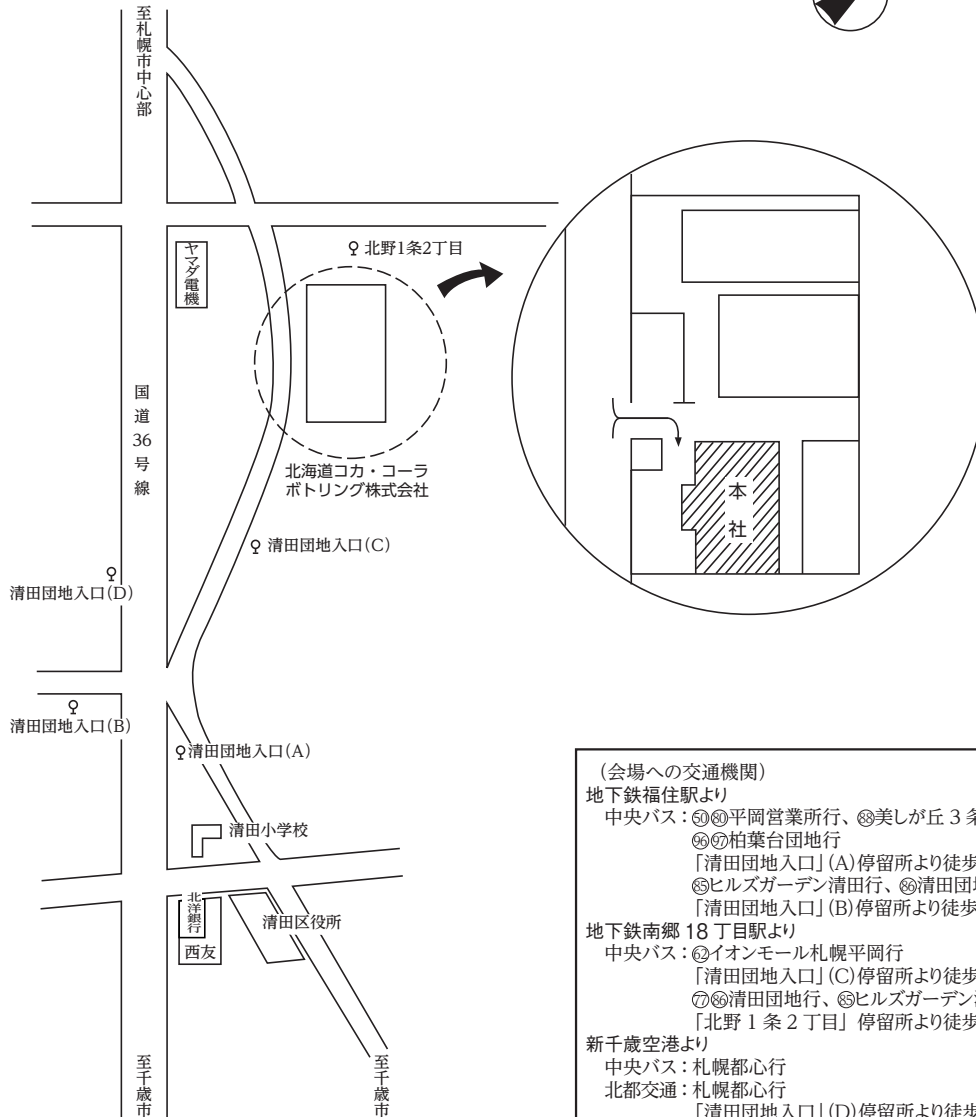 至札幌市中心部
北野1条2丁目
ヤマダ電機
国道36号線
北海道コカ・コーラ
ボトリング株式会社
本社
清田団地入口(C)
清田団地入口(D)
清田団地入口(B)
清田団地入口(A)
清田小学校
北洋銀行
清田区役所
西友
至千歳市
至千歳市
(会場への交通機関)
地下鉄福住駅より
中央バス:㊿80平岡営業所行、88美しが丘3条
96 97柏葉台団地行
「清田団地入口」(A)停留所より徒歩
85ヒルズガーデン清田行、86清田団地
「清田団地入口」(B)停留所より徒歩
地下鉄南郷18丁目駅より
中央バス:62イオンモール札幌平岡行
「清田団地入口」(C)停留所より徒歩
77 86清田団地行、85ヒルズガーデン
「北野1条2丁目」停留所より徒歩
新千歳空港より
中央バス:札幌都心行
北都交通:札幌都心行
「清田団地入口」(D)停留所より徒歩